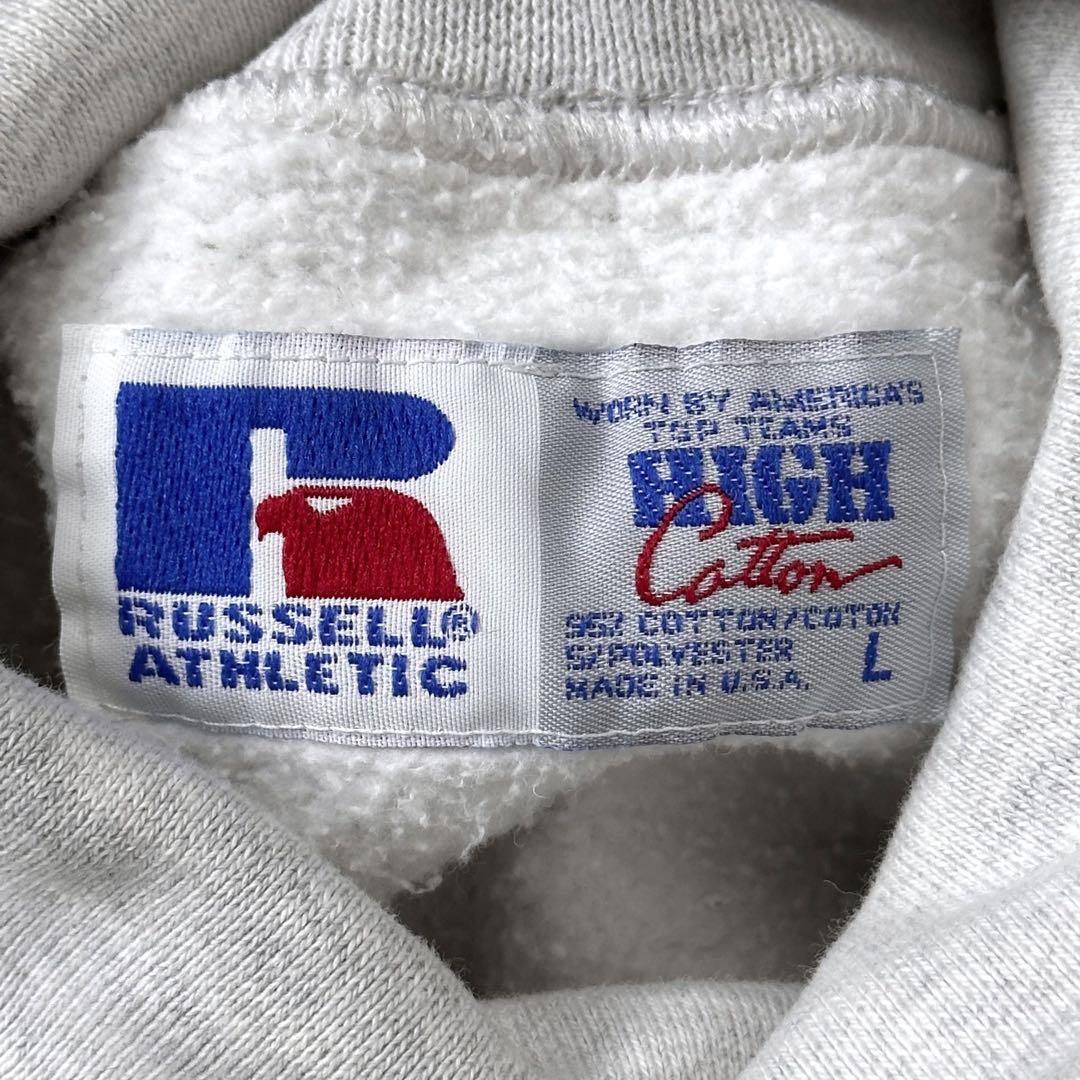 RUSSELL®
ATHLETIC
WORN BY AMERICA'S
TOP TEAMS
HIGH
Cotton
95% COTTON/COTON
5% POLYESTER
MADE IN U.S.A.
L